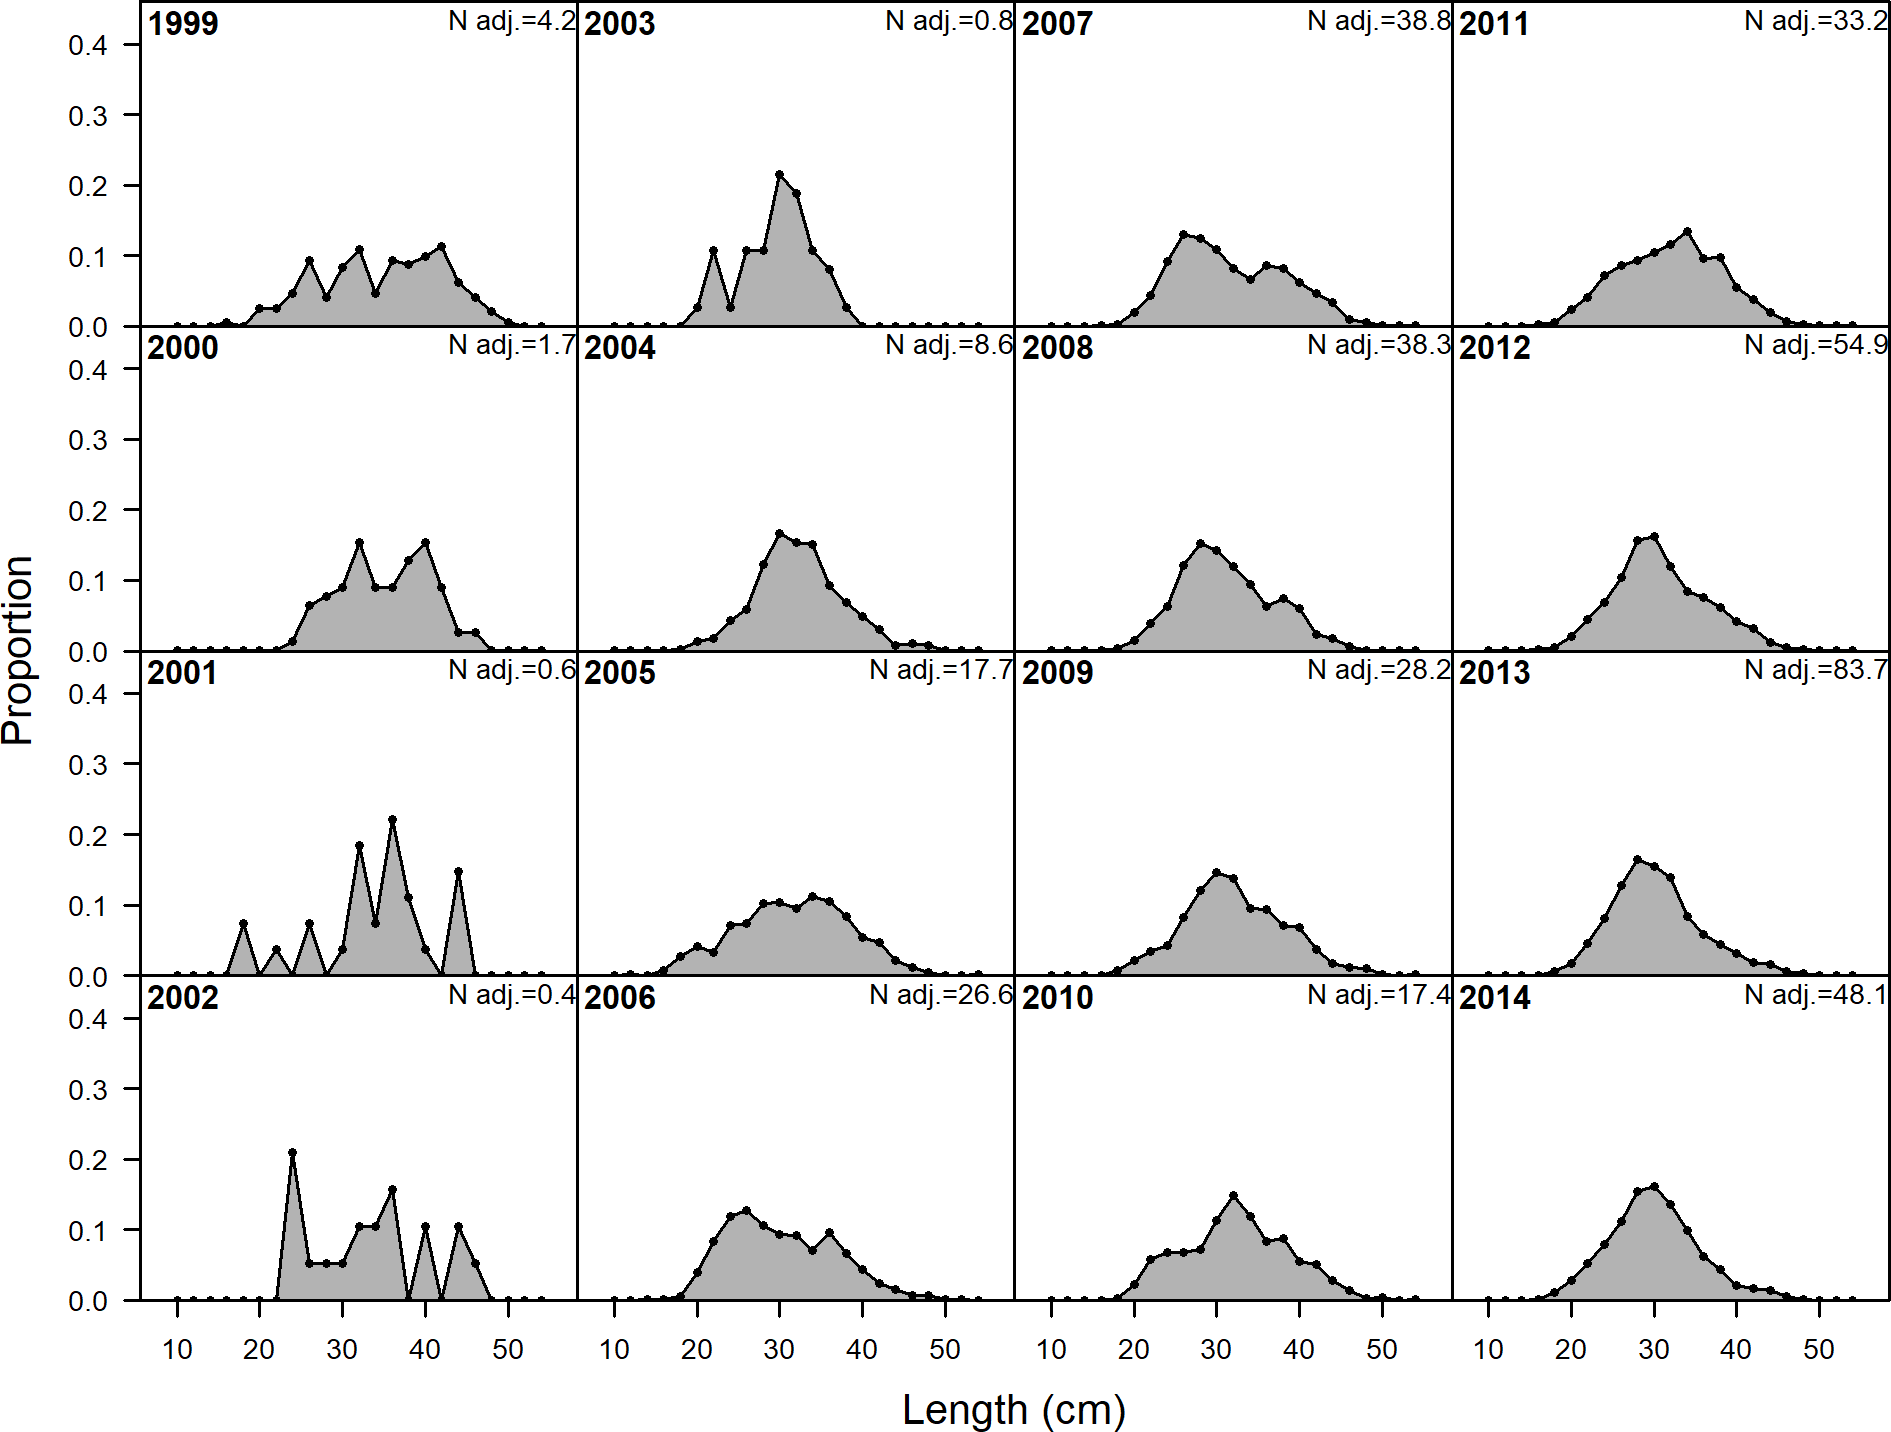 1999 N adj.=4.2 2003 N adj.=0.8 2007 N adj.=38.8 2011 N adj.=33.2
0.4
0.3
0.2
0.1
0.0
2000 N adj.=1.7 2004 N adj.=8.6 2008 N adj.=38.3 2012 N adj.=54.9
0.4
0.3
0.2
0.1
0.0
2001 N adj.=0.6 2005 N adj.=17.7 2009 N adj.=28.2 2013 N adj.=83.7
0.4
0.3
0.2
0.1
0.0
2002 N adj.=0.4 2006 N adj.=26.6 2010 N adj.=17.4 2014 N adj.=48.1
0.4
0.3
0.2
0.1
0.0
Proportion
10 20 30 40 50 10 20 30 40 50 10 20 30 40 50 10 20 30 40 50
Length (cm)